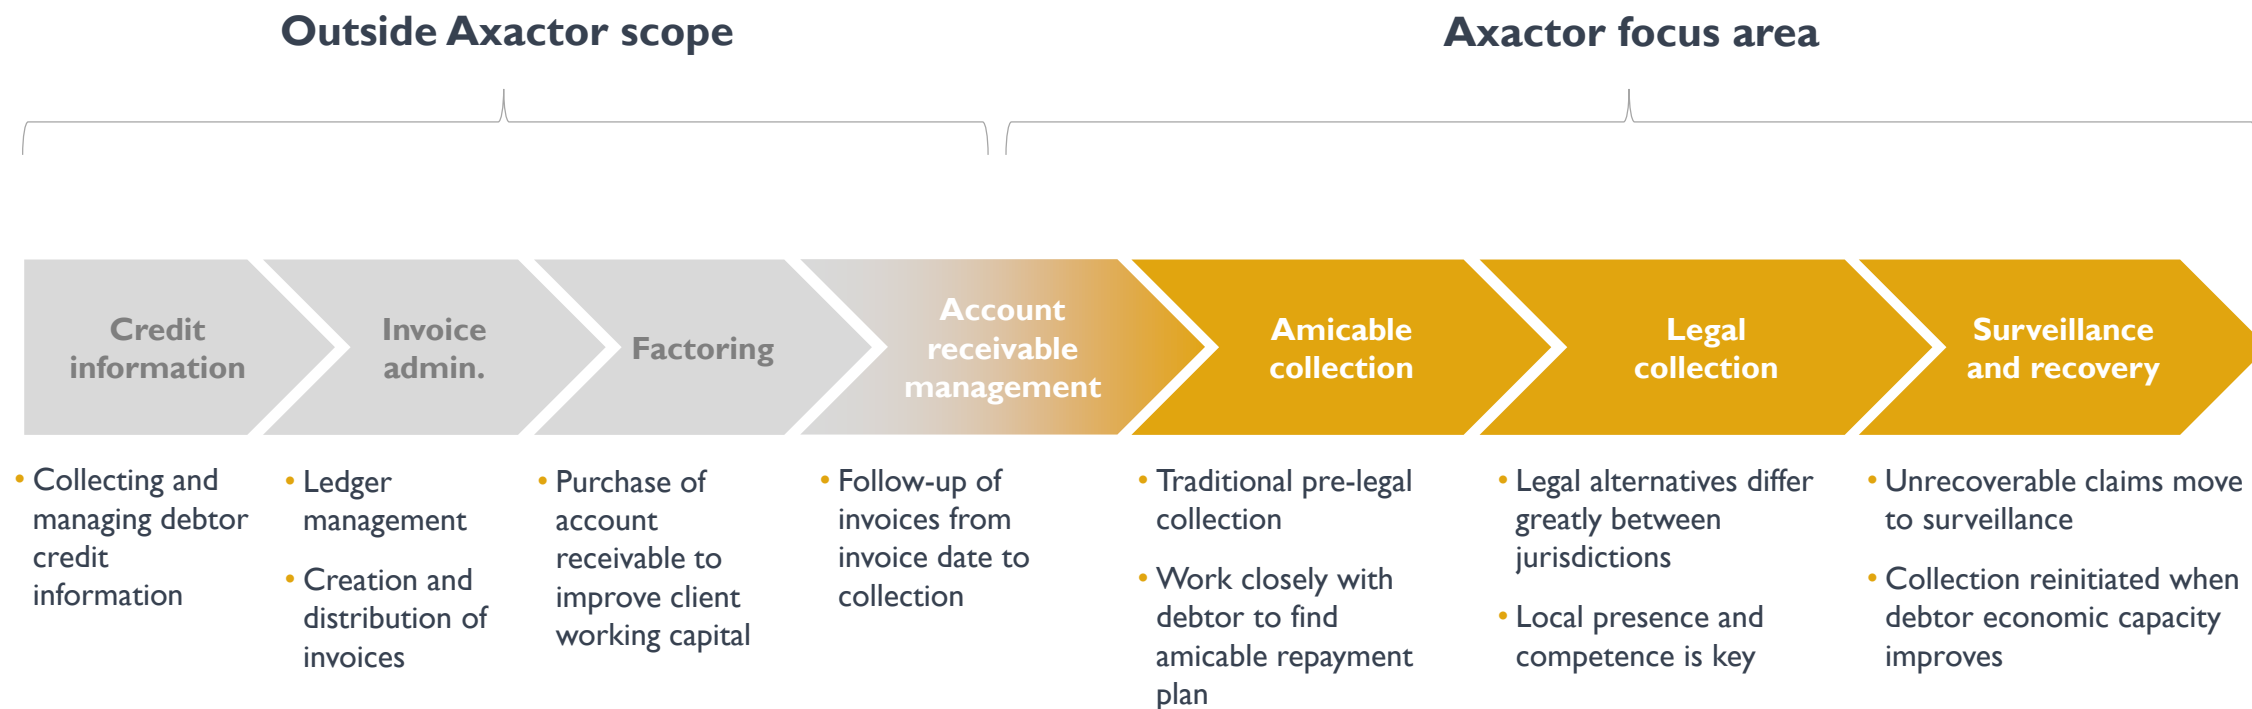 Outside Axactor scope
Axactor focus area
Credit
information
Invoice
admin.
Factoring
Account
receivable
management
Amicable
collection
Legal
collection
Surveillance
and recovery
• Collecting and
managing debtor
credit
information
• Ledger
management
• Creation and
distribution of
invoices
• Purchase of
account
receivable to
improve client
working capital
• Follow-up of
invoices from
invoice date to
collection
• Traditional pre-legal
collection
• Work closely with
debtor to find
amicable repayment
plan
• Legal alternatives differ
greatly between
jurisdictions
• Local presence and
competence is key
• Unrecoverable claims move
to surveillance
• Collection reinitiated when
debtor economic capacity
improves